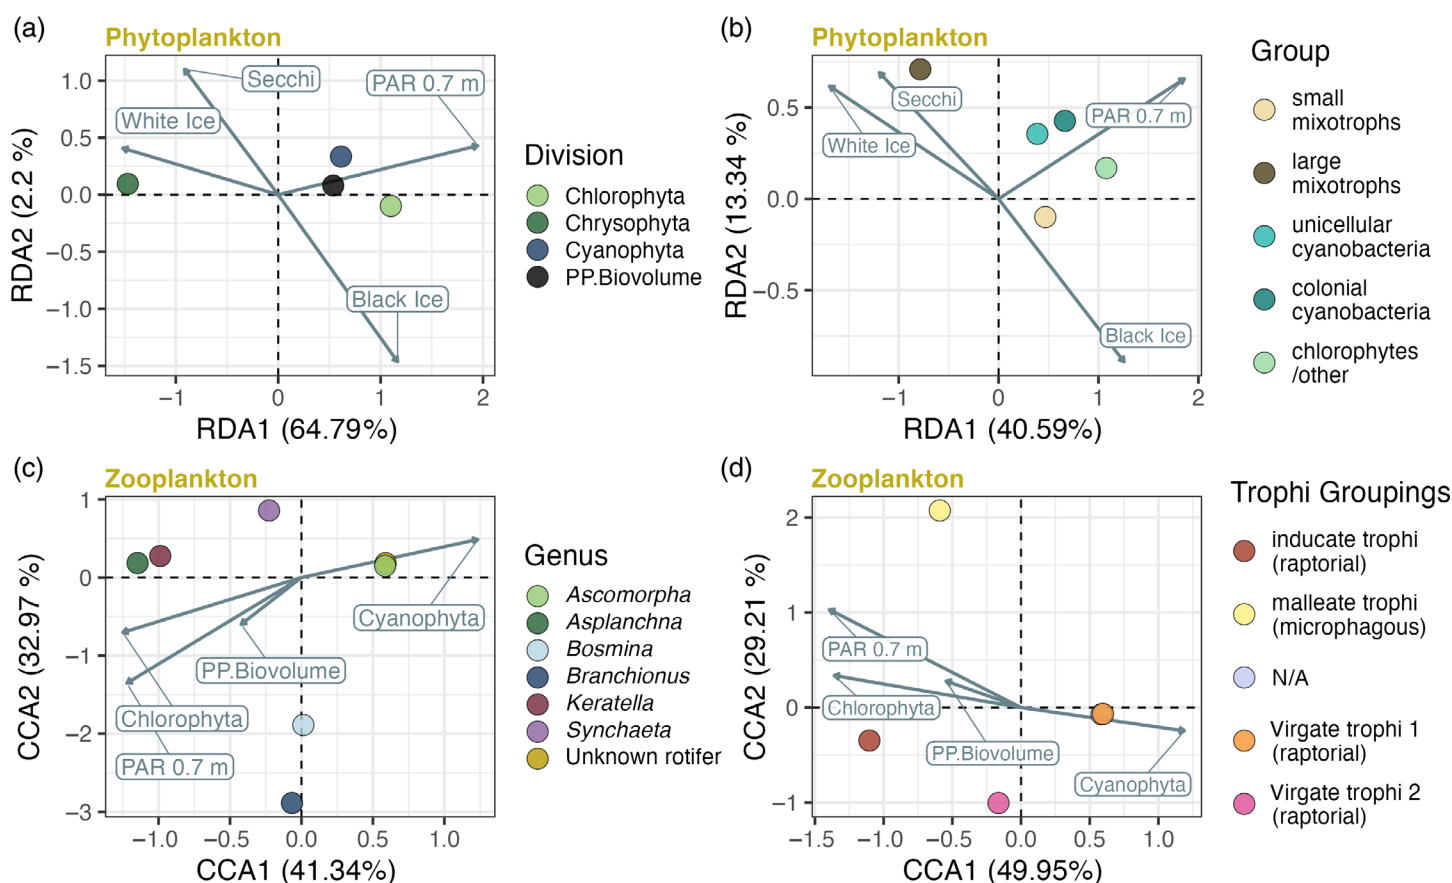 (a)
Phytoplankton
Secchi
PAR 0.7 m
White Ice
Black Ice
1.0
0.5
0.0
−0.5
−1.0
−1.5
RDA2 (2.2 %)
−1
0
1
2
RDA1 (64.79%)
Division
Chlorophyta
Chrysophyta
Cyanophyta
PP.Biovolume
(b)
Phytoplankton
Secchi
PAR 0.7 m
White Ice
Black Ice
0.5
0.0
−0.5
RDA2 (13.34 %)
−1
0
1
2
RDA1 (40.59%)
Group
small
mixotrophs
large
mixotrophs
unicellular
cyanobacteria
colonial
cyanobacteria
chlorophytes
/other
(c)
Zooplankton
Cyanophyta
PP.Biovolume
Chlorophyta
PAR 0.7 m
1
0
−1
−2
−3
CCA2 (32.97 %)
−1.0
−0.5
0.0
0.5
1.0
CCA1 (41.34%)
Genus
Ascomorpha
Asplanchna
Bosmina
Branchionus
Keratella
Synchaeta
Unknown rotifer
(d)
Zooplankton
PAR 0.7 m
Chlorophyta
PP.Biovolume
Cyanophyta
2
1
0
−1
CCA2 (29.21 %)
−1.5
−1.0
−0.5
0.0
0.5
1.0
CCA1 (49.95%)
Trophi Groupings
inducate trophi
(raptorial)
malleate trophi
(microphagous)
N/A
Virgate trophi 1
(raptorial)
Virgate trophi 2
(raptorial)